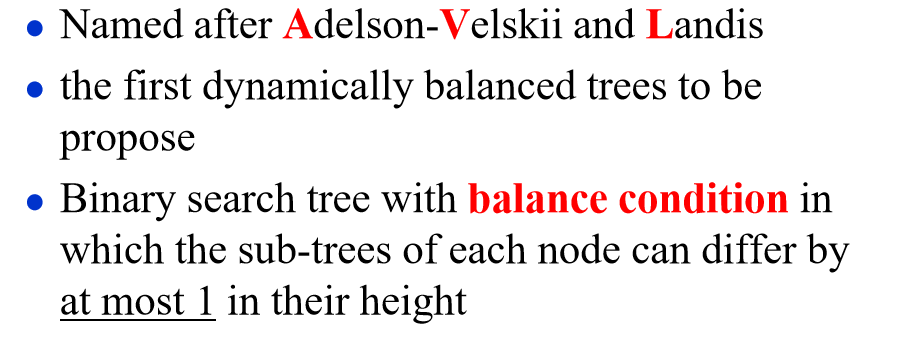 • Named after Adelson-Velskii and Landis
• the first dynamically balanced trees to be
propose
• Binary search tree with balance condition in
which the sub-trees of each node can differ by
at most 1 in their height